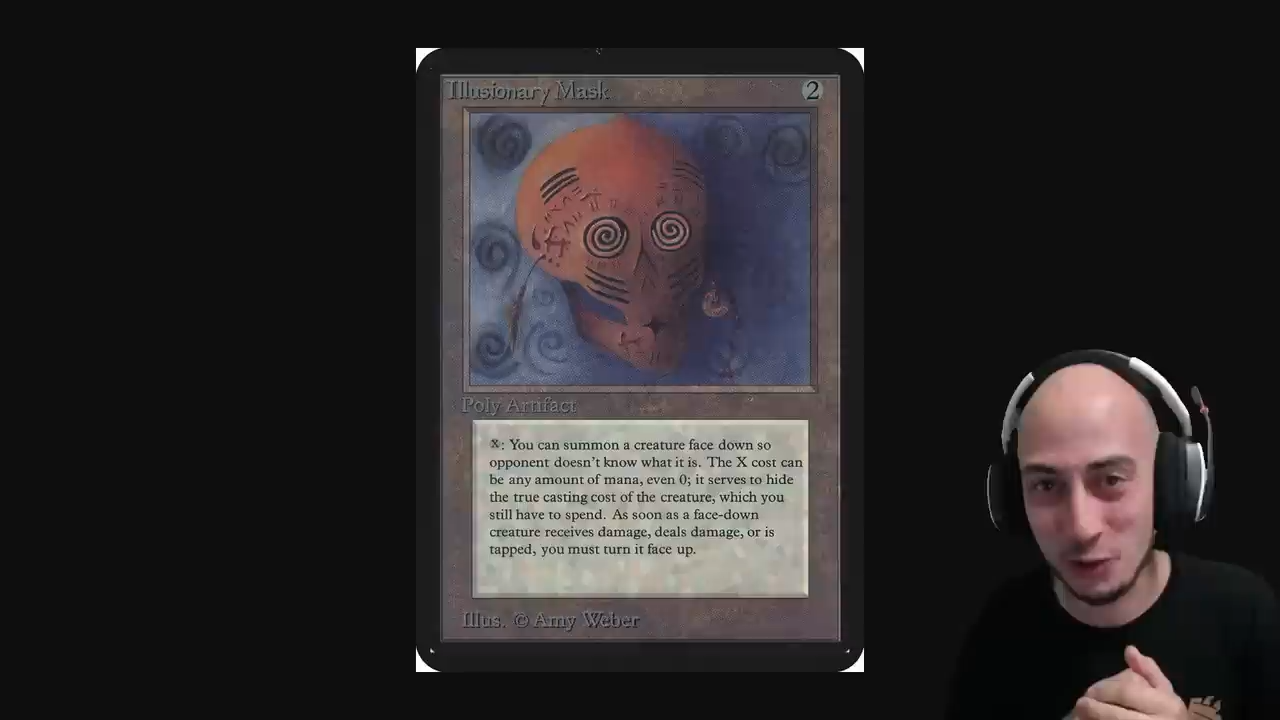 Illusionary Mask 2
Poly Artifact
X: You can summon a creature face down so
opponent doesn't know what it is. The X cost can
be any amount of mana, even 0; it serves to hide
the true casting cost of the creature, which you
still have to spend. As soon as a face-down
creature receives damage, deals damage, or is
tapped, you must turn it face up.
Illus. © Amy Weber